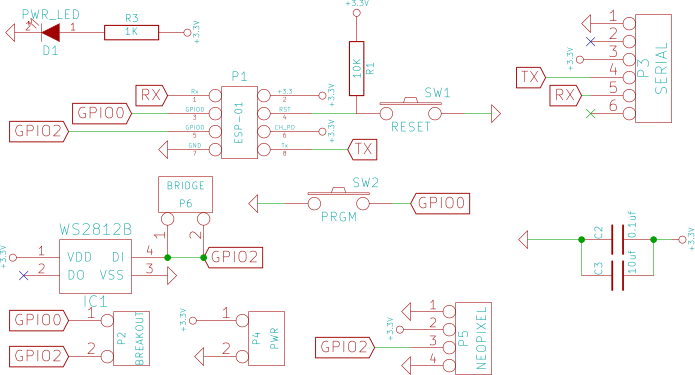 PWR_LED
2
1
D1
R3
1K
+3.3V
+3.3V
10K
R1
P1
ESP-01
RX
Rx
1
GPIO0
GPIO0
3
GPIO2
GPIO0
5
GND
7
+3.3
2
+3.3V
RST
4
CH_PD
6
+3.3V
Tx
8
TX
SW1
RESET
1
2
3
4
5
6
+3.3V
TX
RX
P3
SERIAL
BRIDGE
P6
1
2
SW2
PRGM
GPIO0
WS2812B
+3.3V
1
VDD
DI
4
2
DO
VSS
3
IC1
GPIO2
C2
0.1uf
C3
10uf
+3.3V
GPIO0
1
GPIO2
2
P2
BREAKOUT
+3.3V
1
2
P4
PWR
GPIO2
+3.3V
1
2
3
4
P5
NEOPIXEL